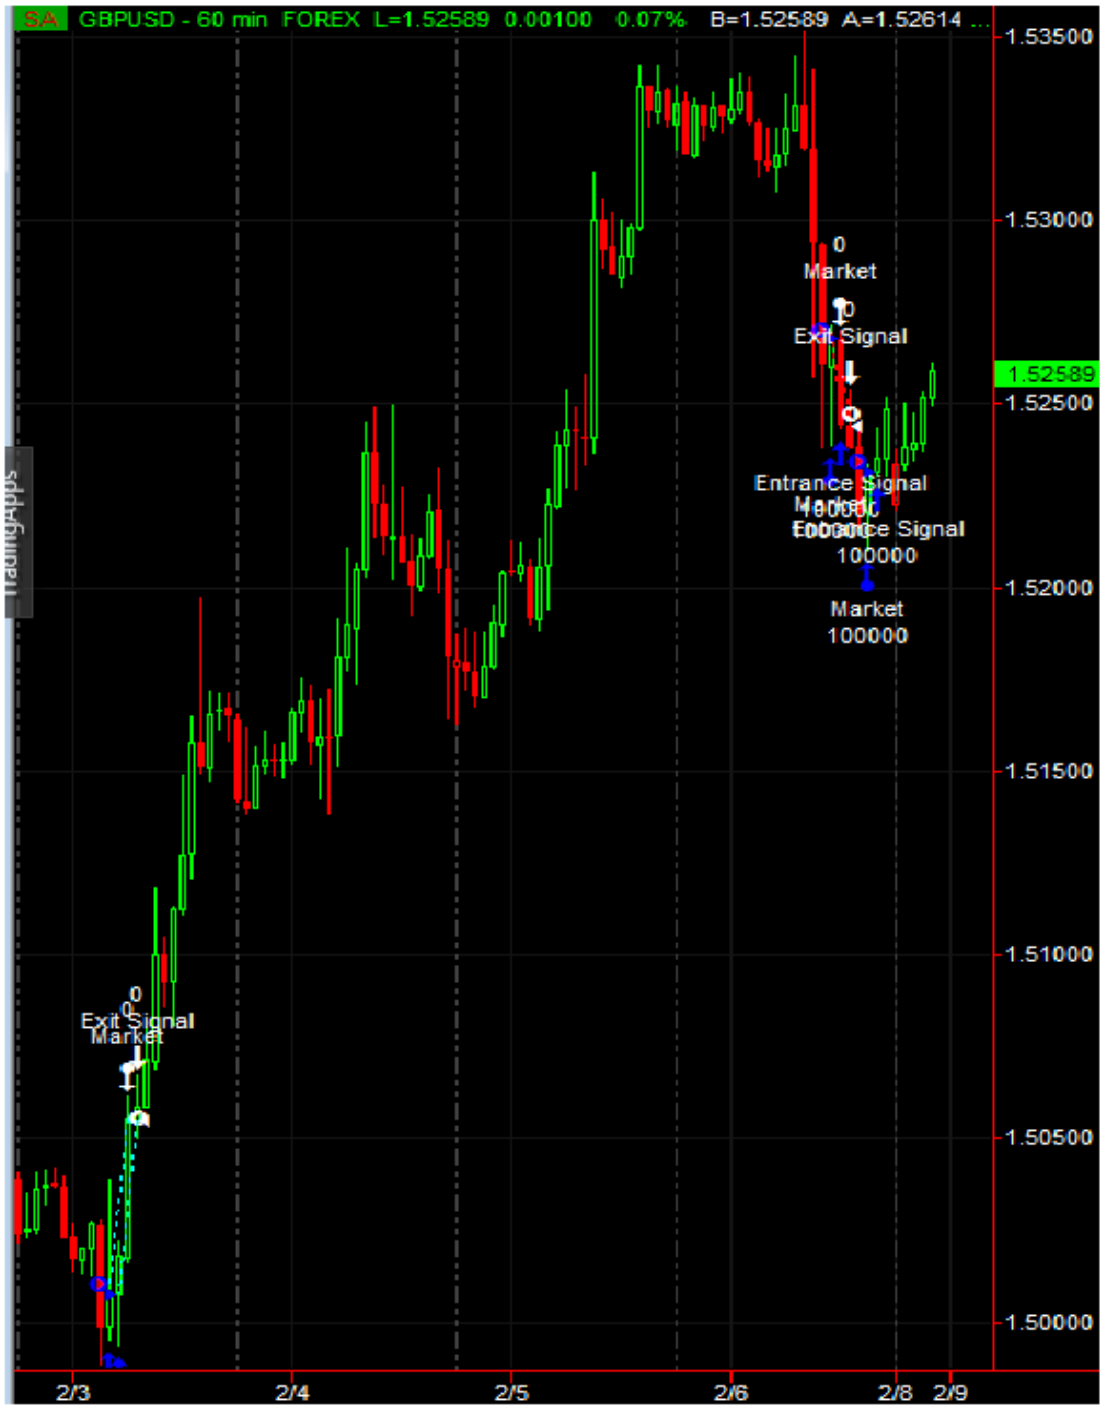 SA GBPUSD - 60 min FOREX L=1.52589 0.00100 0.07% B=1.52589 A=1.52614 ...
1.53500
1.53000
0
Market
0
Exit Signal
1.52589
1.52500
TradingApps
Entrance Signal
Market
100000
100000
Entrance Signal
100000
1.52000
Market
100000
1.51500
1.51000
0
0
Exit Signal
Market
1.50500
1.50000
2/3 2/4 2/5 2/6 2/8 2/9